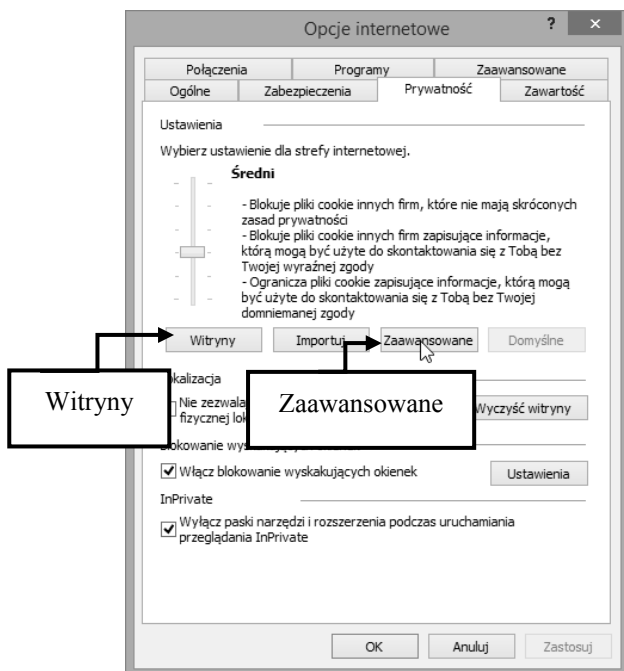 Opcje internetowe ? ×
Połączenia Programy Zaawansowane
Ogólne Zabezpieczenia Prywatność Zawartość
Ustawienia
Wybierz ustawienie dla strefy internetowej.
Średni
- Blokuje pliki cookie innych firm, które nie mają skróconych
zasad prywatności
- Blokuje pliki cookie innych firm zapisujące informacje,
którą mogą być użyte do skontaktowania się z Tobą bez
Twojej wyraźnej zgody
- Ogranicza pliki cookie zapisujące informacje, którą mogą
być użyte do skontaktowania się z Tobą bez Twojej
domniemanej zgody
Witryny Importuj Zaawansowane Domyślne
Witryny
Zaawansowane
Nie
fizycznej
Wyczyść witryny
Włącz blokowanie wyskakujących okienek Ustawienia
InPrivate
Wyłącz paski narzędzi i rozszerzenia podczas uruchamiania
przeglądania InPrivate
OK Anuluj Zastosuj